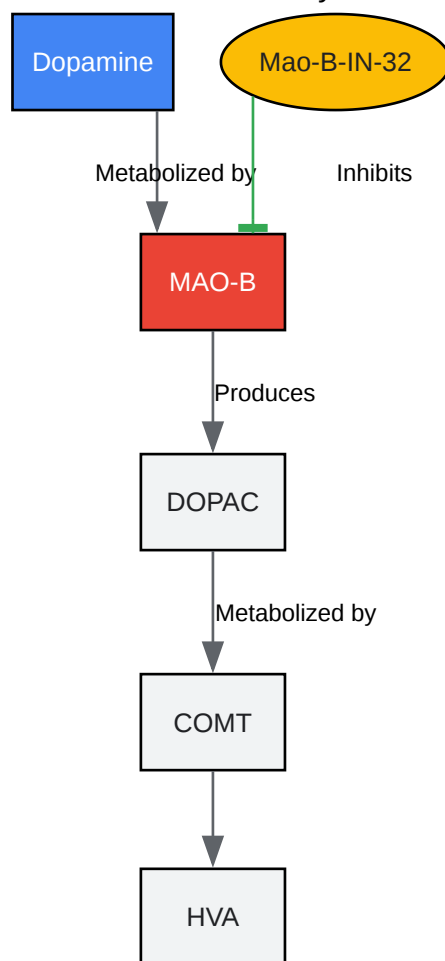 Dopamine
Mao-B-IN-32
Metabolized by
Inhibits
MAO-B
Produces
DOPAC
Metabolized by
COMT
HVA